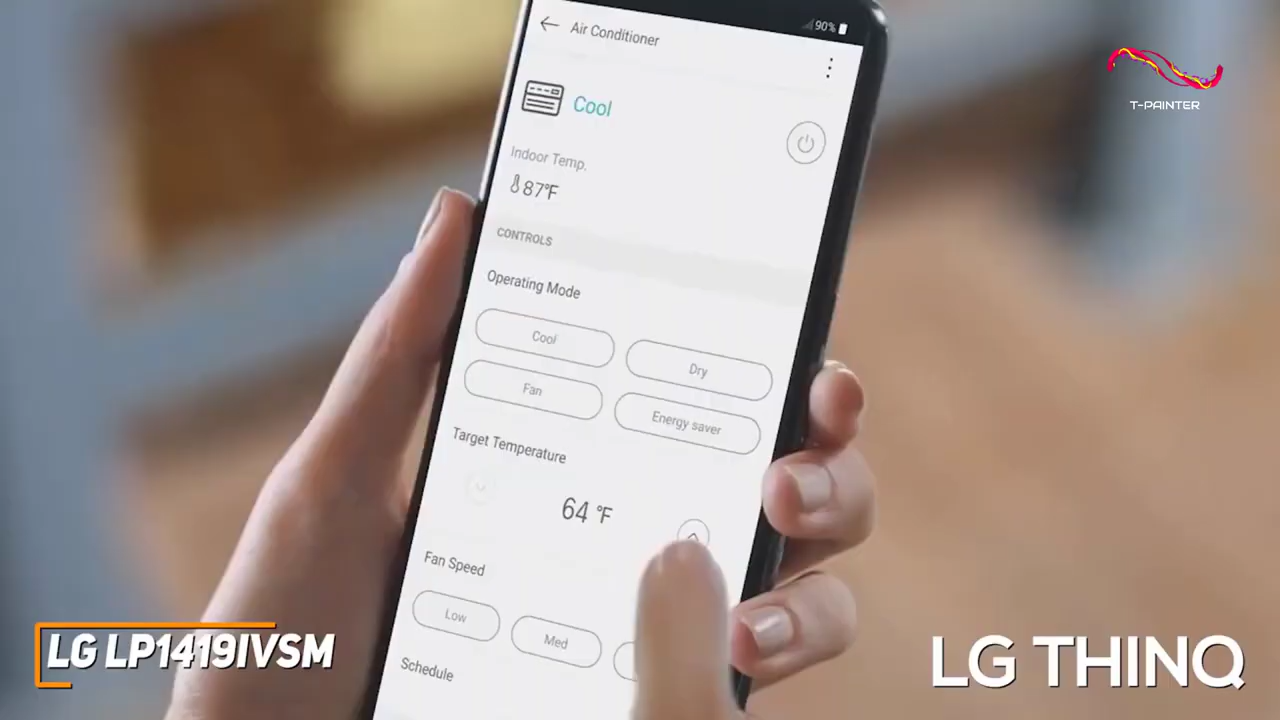 90%
Air Conditioner
T-PAINTER
Cool
Indoor Temp.
87°F
CONTROLS
Operating Mode
Cool
Dry
Fan
Energy saver
Target Temperature
64 °F
Fan Speed
Low
Med
Schedule
LG LP1419IVSM
LG THINQ